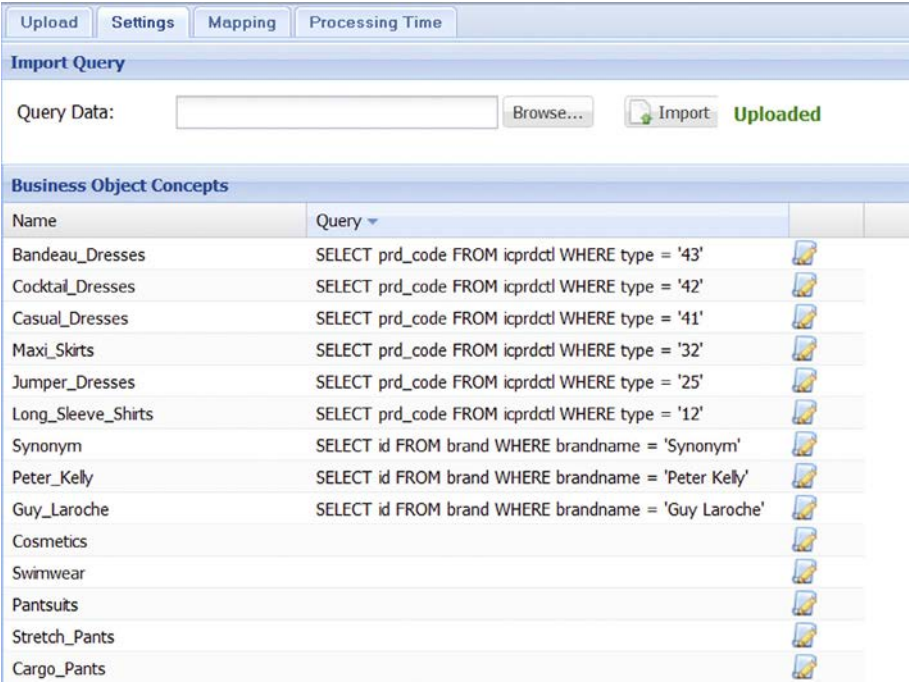 Upload Settings Mapping Processing Time
Import Query
Query Data: Browse... Import Uploaded
Business Object Concepts
Name Query
Bandeau_Dresses SELECT prd_code FROM icprdctl WHERE type = '43'
Cocktail_Dresses SELECT prd_code FROM icprdctl WHERE type = '42'
Casual_Dresses SELECT prd_code FROM icprdctl WHERE type = '41'
Maxi_Skirts SELECT prd_code FROM icprdctl WHERE type = '32'
Jumper_Dresses SELECT prd_code FROM icprdctl WHERE type = '25'
Long_Sleeve_Shirts SELECT prd_code FROM icprdctl WHERE type = '12'
Synonym SELECT id FROM brand WHERE brandname = 'Synonym'
Peter_Kelly SELECT id FROM brand WHERE brandname = 'Peter Kelly'
Guy_Laroche SELECT id FROM brand WHERE brandname = 'Guy Laroche'
Cosmetics
Swimwear
Pantsuits
Stretch_Pants
Cargo_Pants